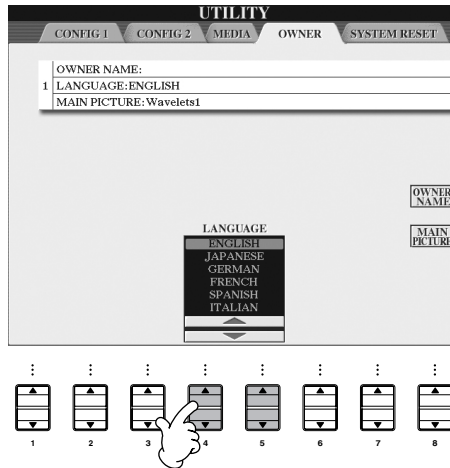 UTILITY
CONFIG 1 CONFIG 2 MEDIA OWNER SYSTEM RESET
OWNER NAME:
1 LANGUAGE:ENGLISH
MAIN PICTURE:Wavelets1
OWNER
NAME
MAIN
PICTURE
LANGUAGE
ENGLISH
JAPANESE
GERMAN
FRENCH
SPANISH
ITALIAN
1 2 3 4 5 6 7 8